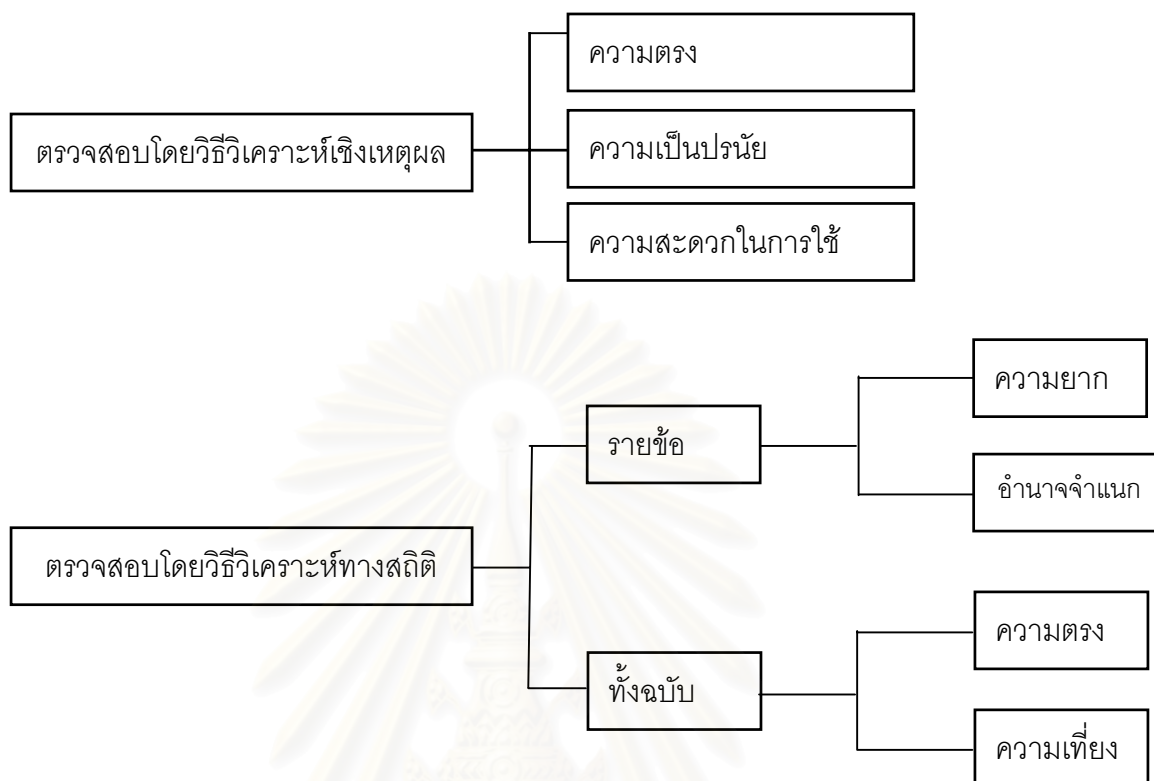 ความตรง
ตรวจสอบโดยวิธีวิเคราะห์เชิงเหตุผล
ความเป็นปรนัย
ความสะดวกในการใช้
ความยาก
รายข้อ
อำนาจจำแนก
ตรวจสอบโดยวิธีวิเคราะห์ทางสถิติ
ความตรง
ทั้งฉบับ
ความเที่ยง